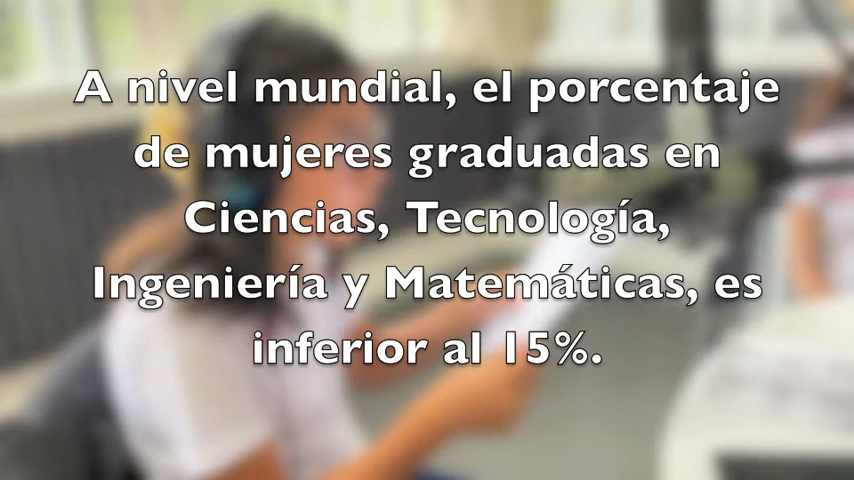 A nivel mundial, el porcentaje
de mujeres graduadas en
Ciencias, Tecnología,
Ingeniería y Matemáticas, es
inferior al 15%.